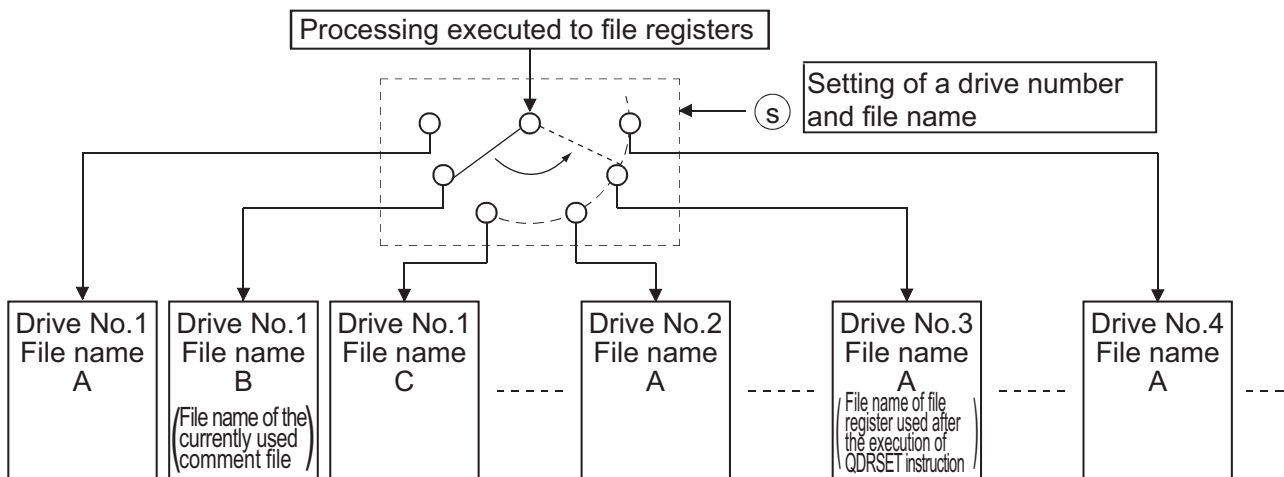 Processing executed to file registers
s
Setting of a drive number
and file name
Drive No.1
File name
A
Drive No.1
File name
B
(File name of the
currently used
comment file)
Drive No.1
File name
C
Drive No.2
File name
A
Drive No.3
File name
A
(File name of file
register used after
the execution of
QDRSET instruction)
Drive No.4
File name
A